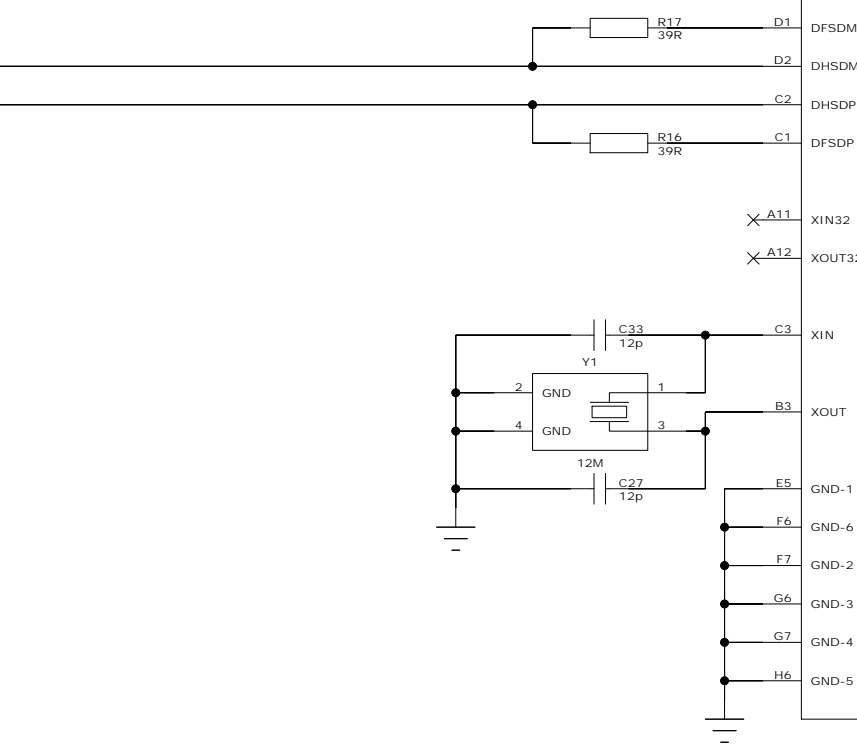 R17 D1 DFSDM
39R
D2 DHSDM
C2 DHSDP
R16 C1 DFSDP
39R
A11 XIN32
A12 XOUT32
C33 C3 XIN
12p
Y1
2 GND 1
B3 XOUT
4 GND 3
12M
C27 E5 GND-1
12p
F6 GND-6
F7 GND-2
G6 GND-3
G7 GND-4
H6 GND-5